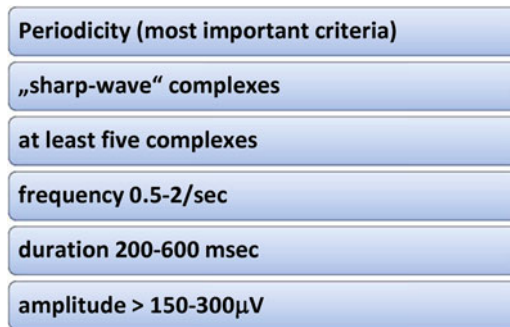 Periodicity (most important criteria)
„sharp-wave“ complexes
at least five complexes
frequency 0.5-2/sec
duration 200-600 msec
amplitude > 150-300µV